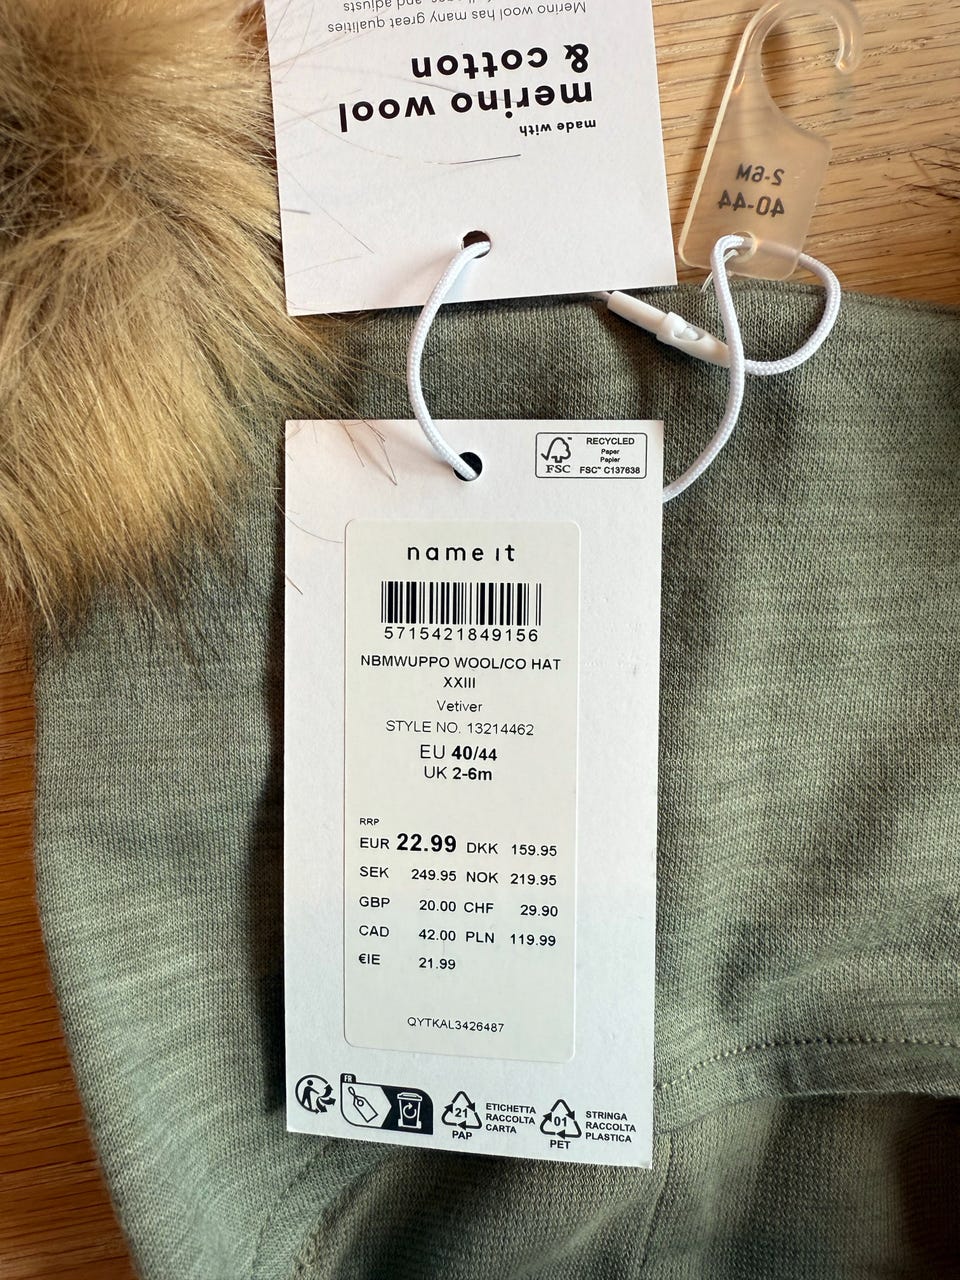 Merino wool has many great qualities
and adjusts
made with
merino wool
& cotton
2-6M
40-44
FSC
RECYCLED
Paper
Papier
FSC™ C137638
name it
5715421849156
NBMWUPPO WOOL/CO HAT
XXIII
Vetiver
STYLE NO. 13214462
EU 40/44
UK 2-6m
RRP
EUR 22.99 DKK 159.95
SEK 249.95 NOK 219.95
GBP 20.00 CHF 29.90
CAD 42.00 PLN 119.99
€IE 21.99
QYTKAL3426487
FR
21
PAP
ETICHETTA
RACCOLTA
CARTA
01
PET
STRINGA
RACCOLTA
PLASTICA